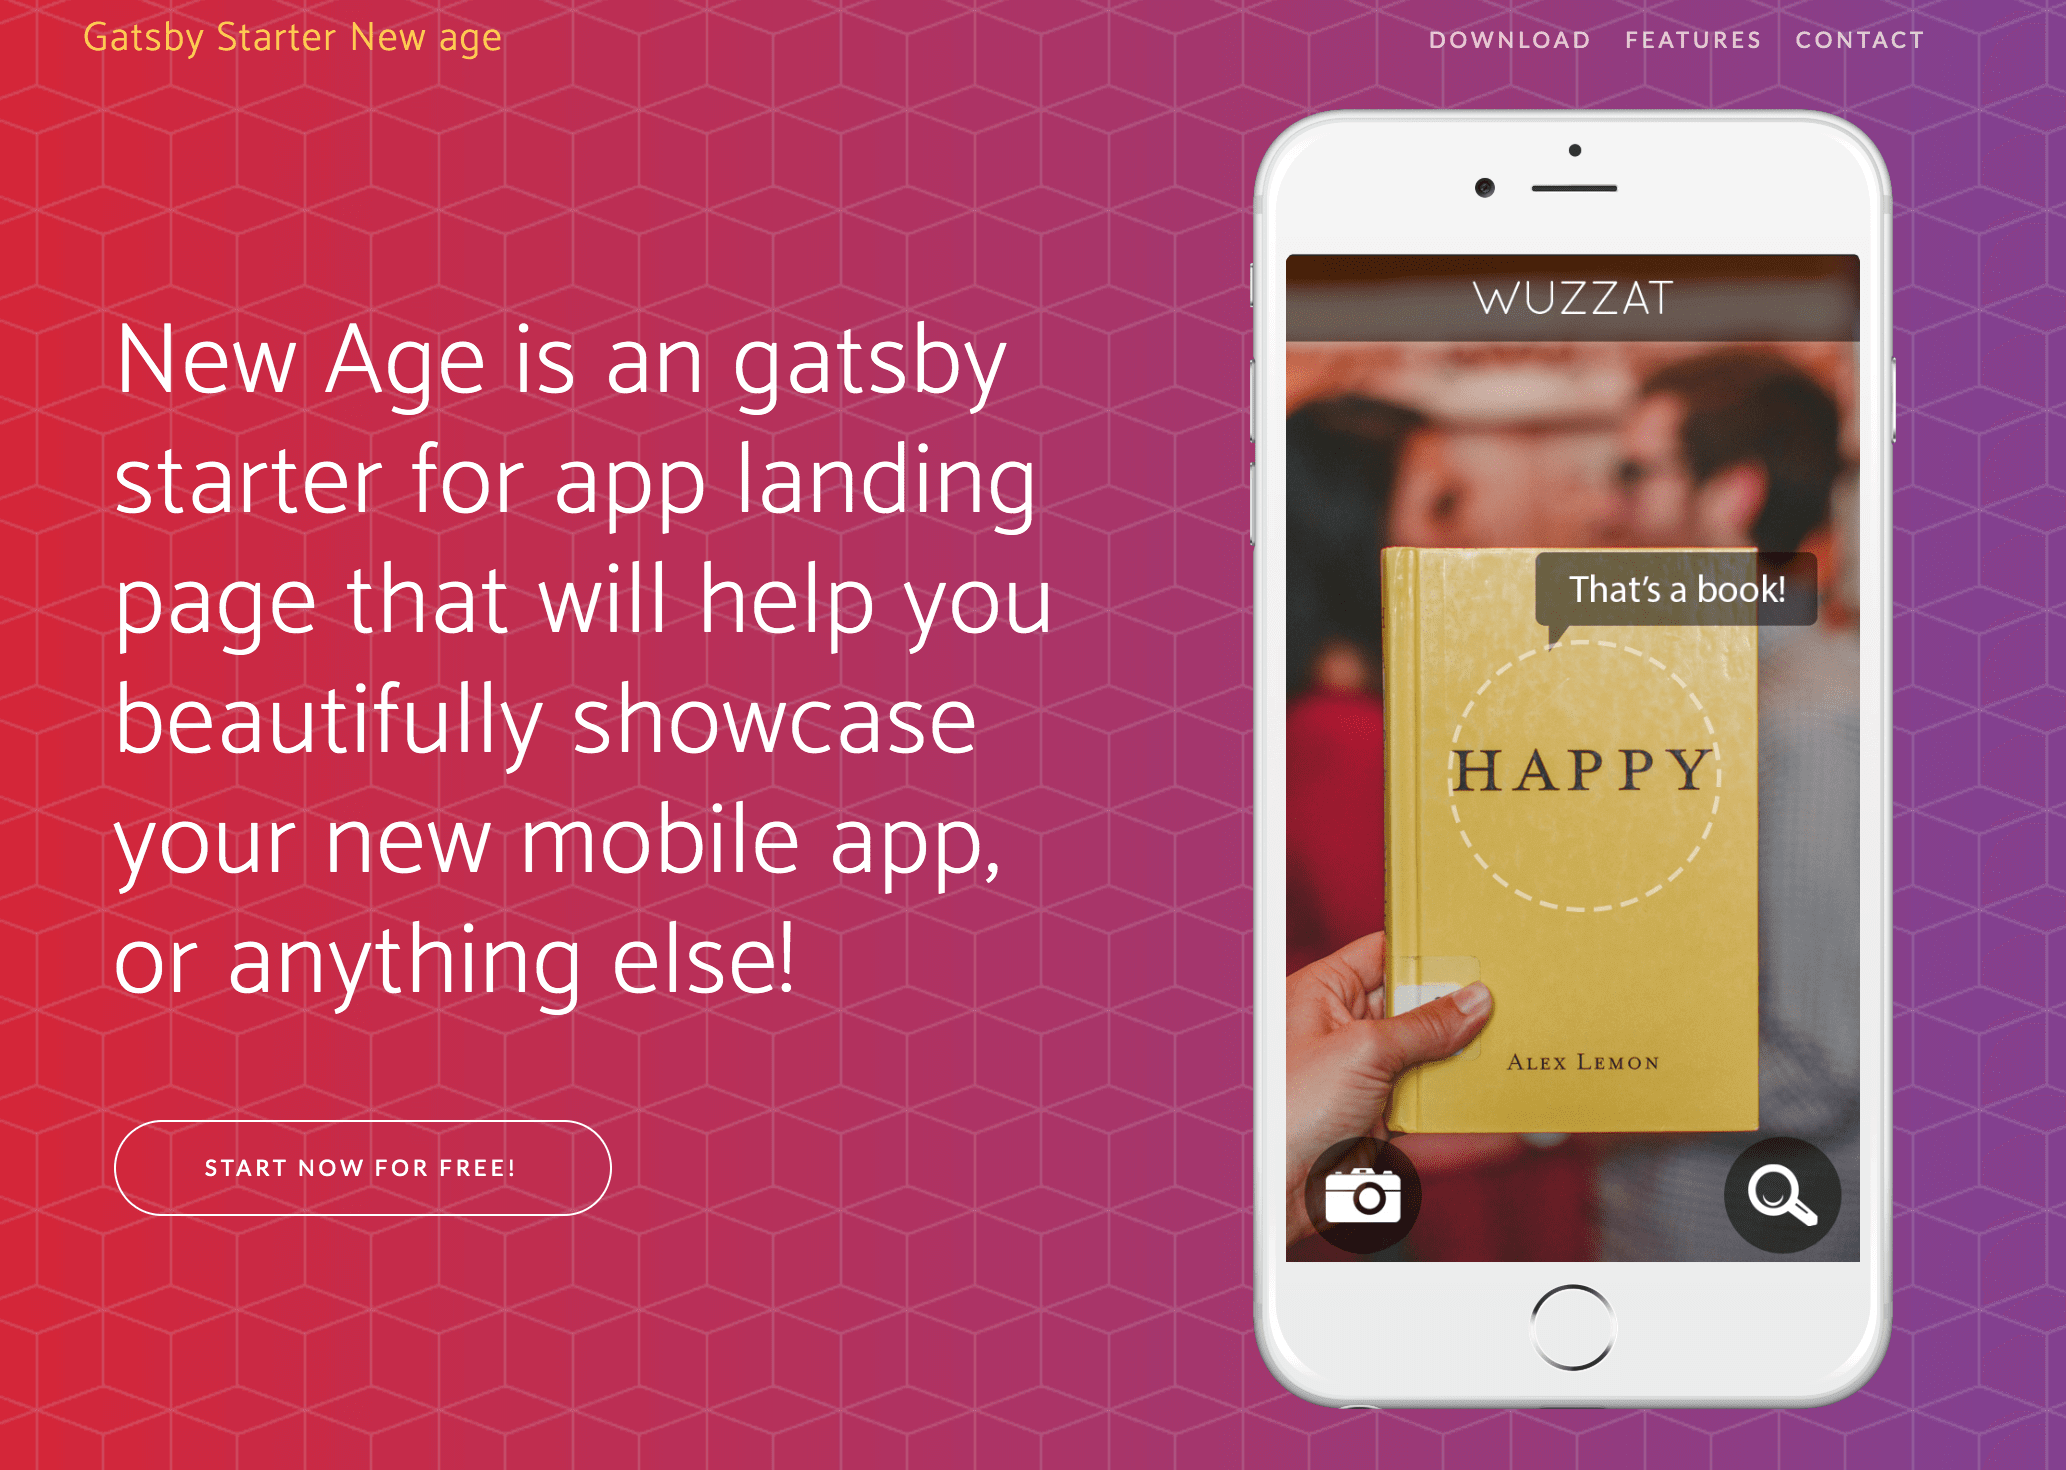 Gatsby Starter New age
DOWNLOAD FEATURES CONTACT
New Age is an gatsby
starter for app landing
page that will help you
beautifully showcase
your new mobile app,
or anything else!
START NOW FOR FREE!
WUZZAT
That's a book!
HAPPY
ALEX LEMON